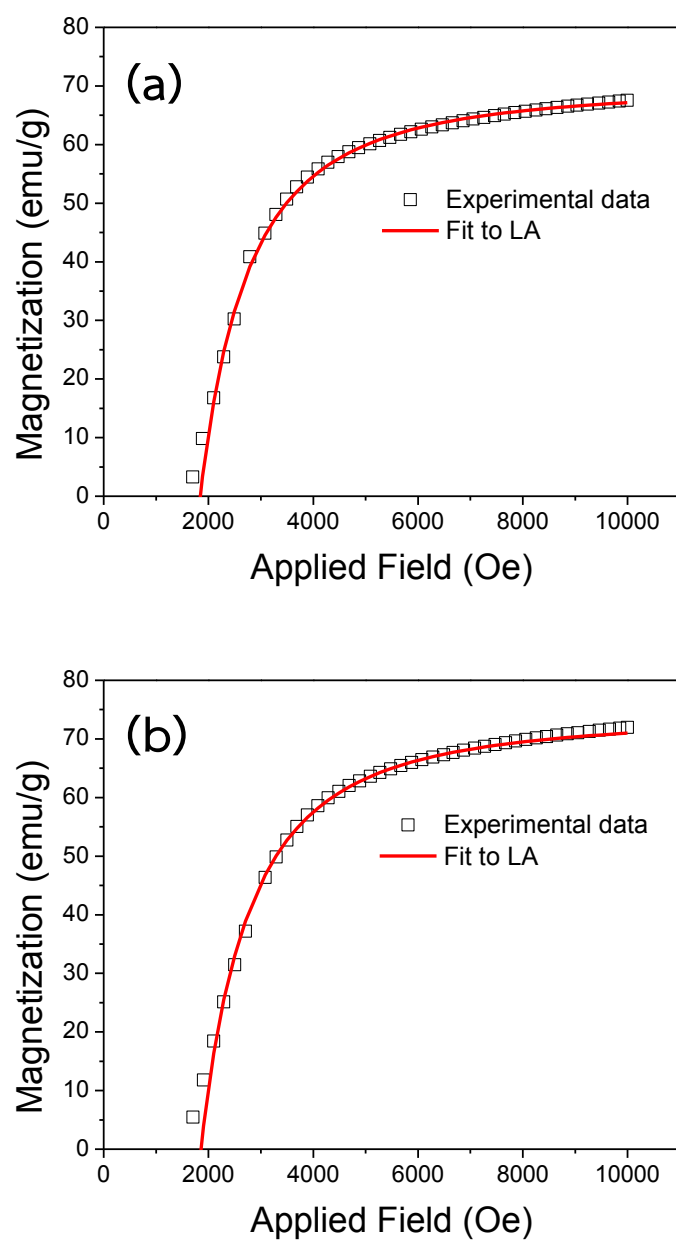 80
(a)
70
60
50
Experimental data
40
Fit to LA
30
20
10
0
0 2000 4000 6000 8000 10000
Magnetization (emu/g)
Applied Field (Oe)
80
(b)
70
60
50
Experimental data
40
Fit to LA
30
20
10
0
0 2000 4000 6000 8000 10000
Magnetization (emu/g)
Applied Field (Oe)